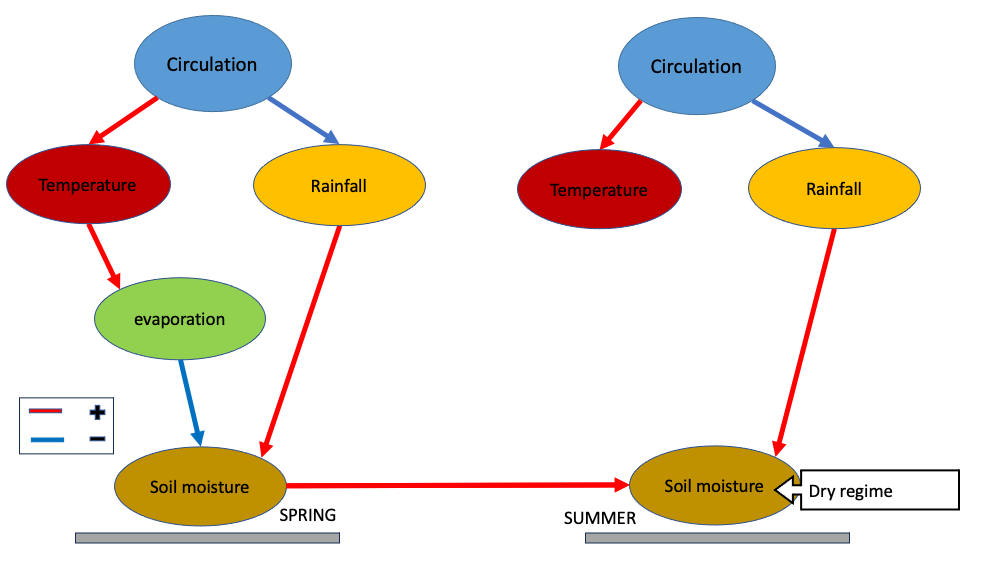 Circulation
Circulation
Temperature
Rainfall
Temperature
Rainfall
evaporation
+
-
Soil moisture
Soil moisture
Dry regime
SPRING
SUMMER